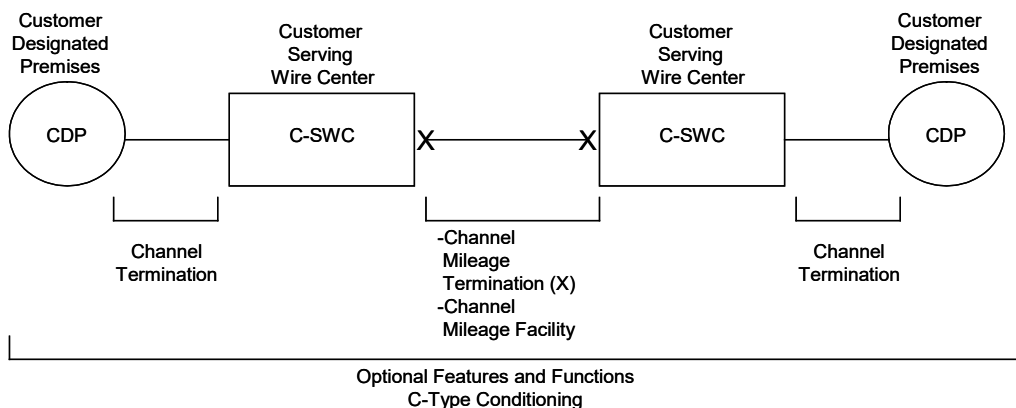 Customer
Designated
Premises
Customer
Serving
Wire Center
Customer
Serving
Wire Center
Customer
Designated
Premises
CDP
C-SWC
X
X
C-SWC
CDP
Channel
Termination
-Channel
Mileage
Termination (X)
-Channel
Mileage Facility
Channel
Termination
Optional Features and Functions
C-Type Conditioning